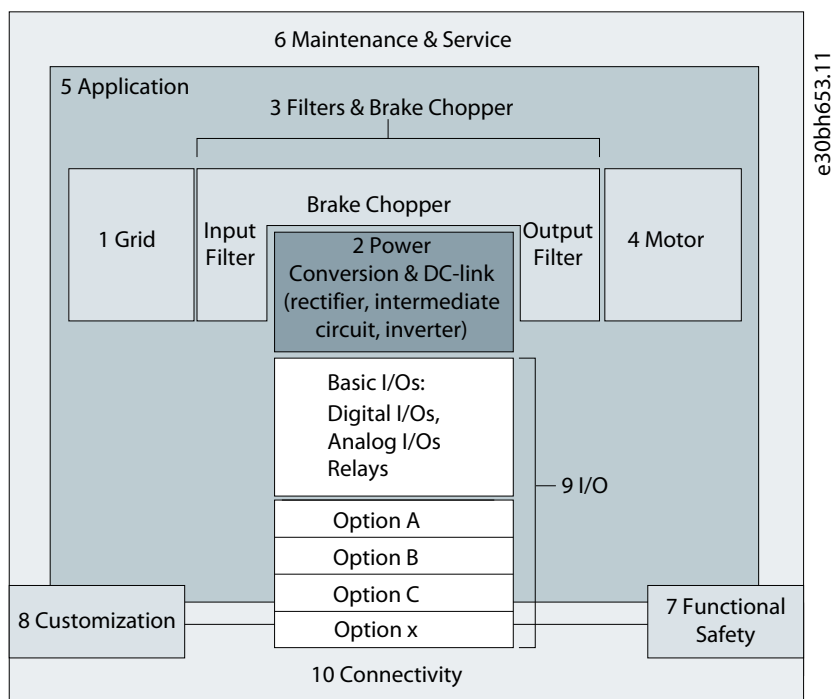 6 Maintenance & Service
5 Application
3 Filters & Brake Chopper
Brake Chopper
1 Grid
Input
Filter
2 Power
Conversion & DC-link
(rectifier, intermediate
circuit, inverter)
Output
Filter
4 Motor
Basic I/Os:
Digital I/Os,
Analog I/Os
Relays
9 I/O
Option A
Option B
Option C
Option x
8 Customization
7 Functional
Safety
10 Connectivity
e30bh653.11